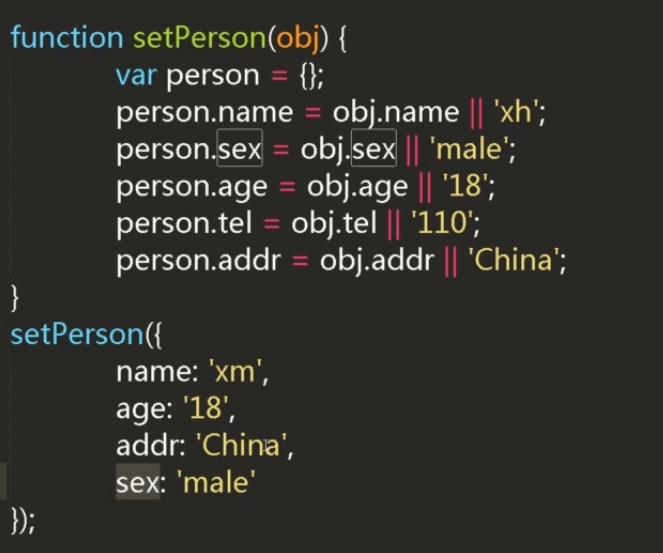 function setPerson(obj) {
var person = {};
person.name = obj.name || 'xh';
person.sex = obj.sex || 'male';
person.age = obj.age || '18';
person.tel = obj.tel || '110';
person.addr = obj.addr || 'China';
}
setPerson({
name: 'xm',
age: '18',
addr: 'China',
sex: 'male'
});